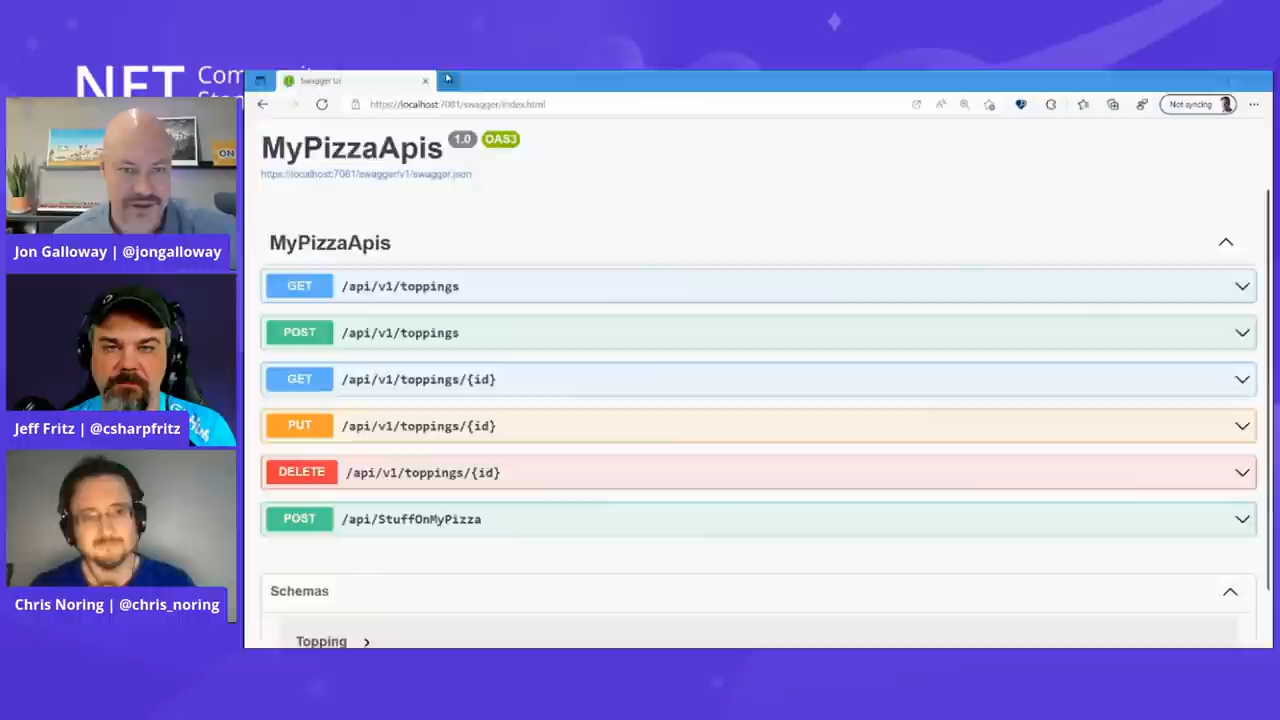 NET Com
Sta
ON
Jon Galloway | @jongalloway
Jeff Fritz | @csharpfritz
Chris Noring | @chris_noring
Swagger UI
https://localhost:7081/swagger/index.html
Not syncing
MyPizzaApis 1.0 OAS3
https://localhost:7081/swagger/v1/swagger.json
MyPizzaApis
GET /api/v1/toppings
POST /api/v1/toppings
GET /api/v1/toppings/{id}
PUT /api/v1/toppings/{id}
DELETE /api/v1/toppings/{id}
POST /api/StuffOnMyPizza
Schemas
Topping